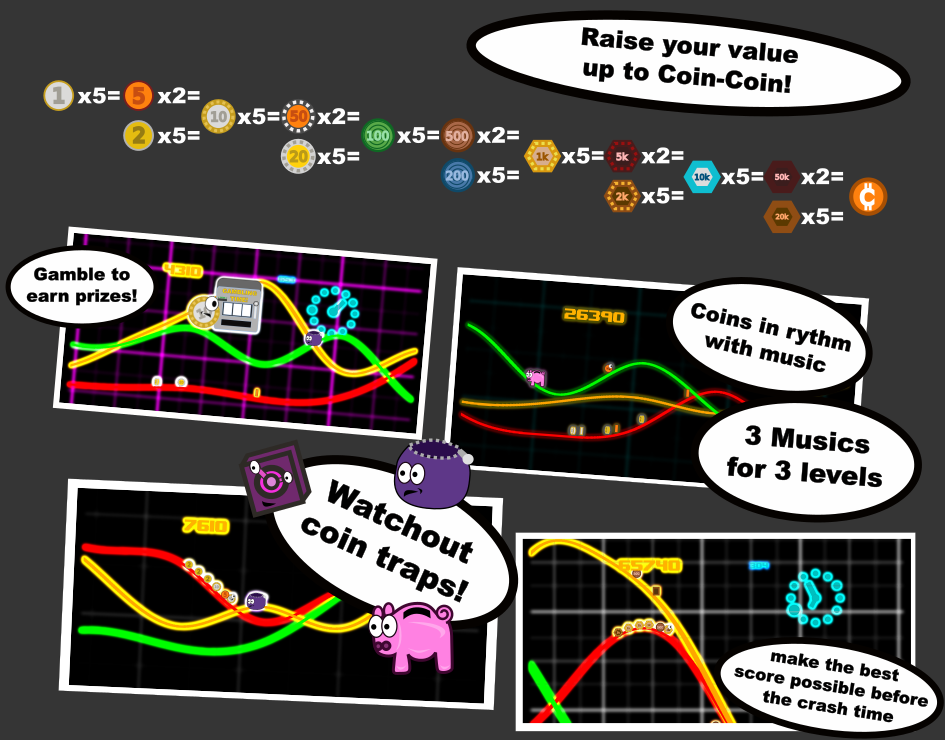 Raise your value
up to Coin-Coin!
1 x5= 5 x2=
2 x5= 10 x5= 50 x2=
20 x5= 100 x5= 500 x2=
200 x5= 1k x5= 5k x2=
2k x5= 10k x5= 50k x2=
20k x5= C
Gamble to
earn prizes!
4310
26390
Coins in rythm
with music
3 Musics
for 3 levels
Watchout
coin traps!
7610
65740
make the best
score possible before
the crash time